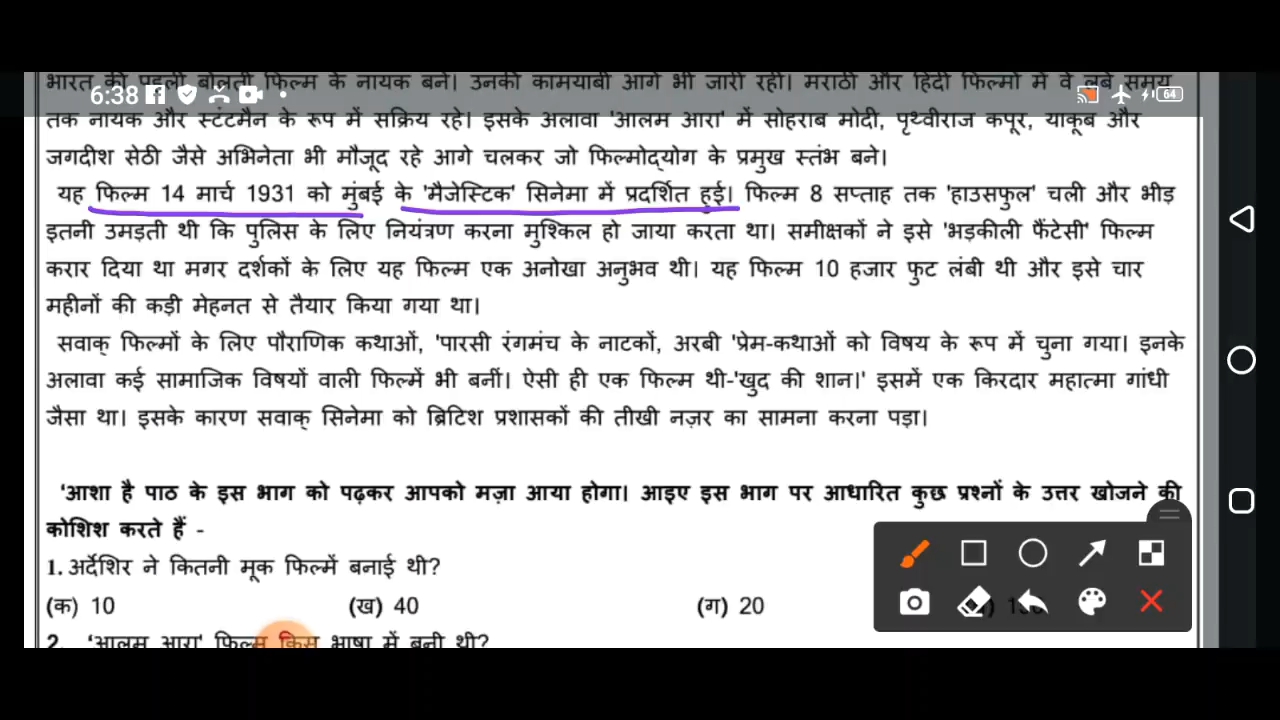 भारत की पहली बोलती फिल्म के नायक बने। उनकी कामयाबी आगे भी जारी रही। मराठी और हिंदी फिल्मों में वे लंबे समय
6:38
64
तक नायक और स्टंटमैन के रूप में सक्रिय रहे। इसके अलावा 'आलम आरा' में सोहराब मोदी, पृथ्वीराज कपूर, याकूब और
जगदीश सेठी जैसे अभिनेता भी मौजूद रहे आगे चलकर जो फिल्मोद्योग के प्रमुख स्तंभ बने।
यह फिल्म 14 मार्च 1931 को मुंबई के 'मैजेस्टिक' सिनेमा में प्रदर्शित हुई। फिल्म 8 सप्ताह तक 'हाउसफुल' चली और भीड़
इतनी उमड़ती थी कि पुलिस के लिए नियंत्रण करना मुश्किल हो जाया करता था। समीक्षकों ने इसे 'भड़कीली फैंटेसी' फिल्म
करार दिया था मगर दर्शकों के लिए यह फिल्म एक अनोखा अनुभव थी। यह फिल्म 10 हजार फुट लंबी थी और इसे चार
महीनों की कड़ी मेहनत से तैयार किया गया था।
सवाक् फिल्मों के लिए पौराणिक कथाओं, 'पारसी रंगमंच के नाटकों, अरबी 'प्रेम-कथाओं को विषय के रूप में चुना गया। इनके
अलावा कई सामाजिक विषयों वाली फिल्में भी बनीं। ऐसी ही एक फिल्म थी-'खुद की शान।' इसमें एक किरदार महात्मा गांधी
जैसा था। इसके कारण सवाक् सिनेमा को ब्रिटिश प्रशासकों की तीखी नज़र का सामना करना पड़ा।
'आशा है पाठ के इस भाग को पढ़कर आपको मज़ा आया होगा। आइए इस भाग पर आधारित कुछ प्रश्नों के उत्तर खोजने की
कोशिश करते हैं -
1. अर्देशिर ने कितनी मूक फिल्में बनाई थी?
(क) 10 (ख) 40 (ग) 20
2. 'आलम आरा' फिल्म किस भाषा में बनी थी?